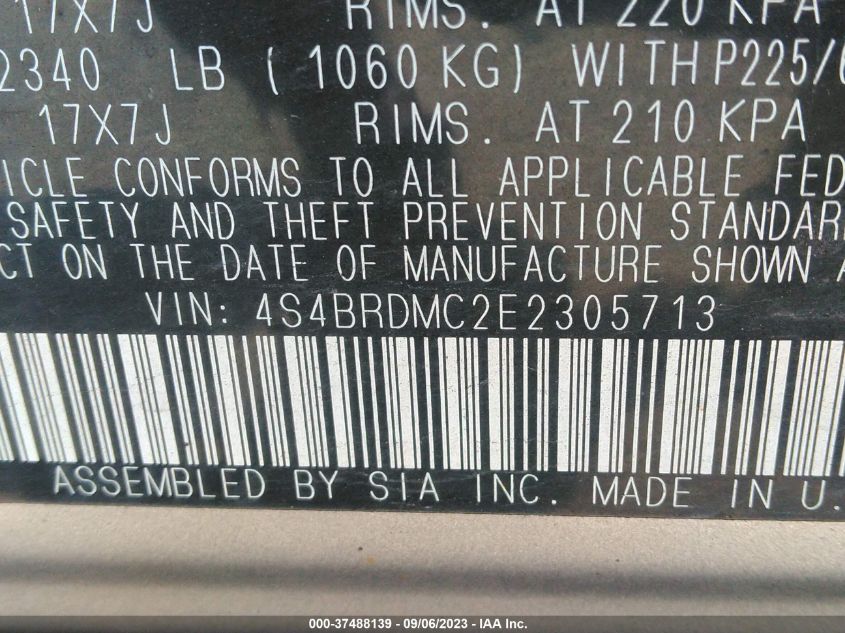 17X7J RIMS. AT 220 KPA
2340 LB ( 1060 KG) WITH P225/6
17X7J RIMS. AT 210 KPA
ICLE CONFORMS TO ALL APPLICABLE FED
SAFETY AND THEFT PREVENTION STANDAR
CT ON THE DATE OF MANUFACTURE SHOWN A
VIN: 4S4BRDMC2E2305713
ASSEMBLED BY SIA INC. MADE IN U.
000-37488139 - 09/06/2023 - IAA Inc.